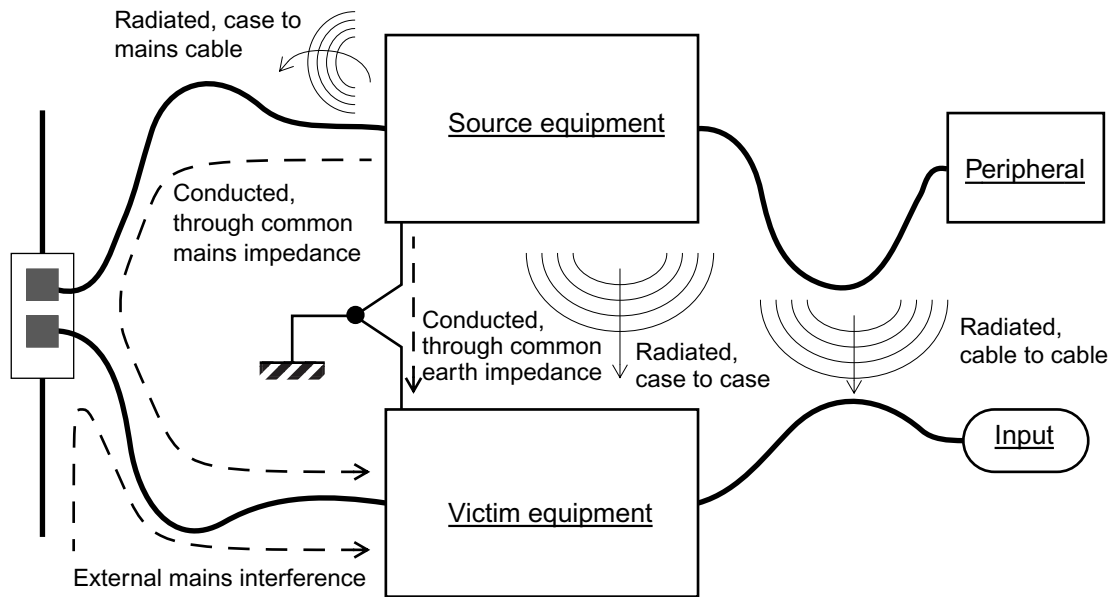 Radiated, case to
mains cable
Source equipment
Peripheral
Conducted,
through common
mains impedance
Conducted,
through common
earth impedance
Radiated,
case to case
Radiated,
cable to cable
Input
Victim equipment
External mains interference